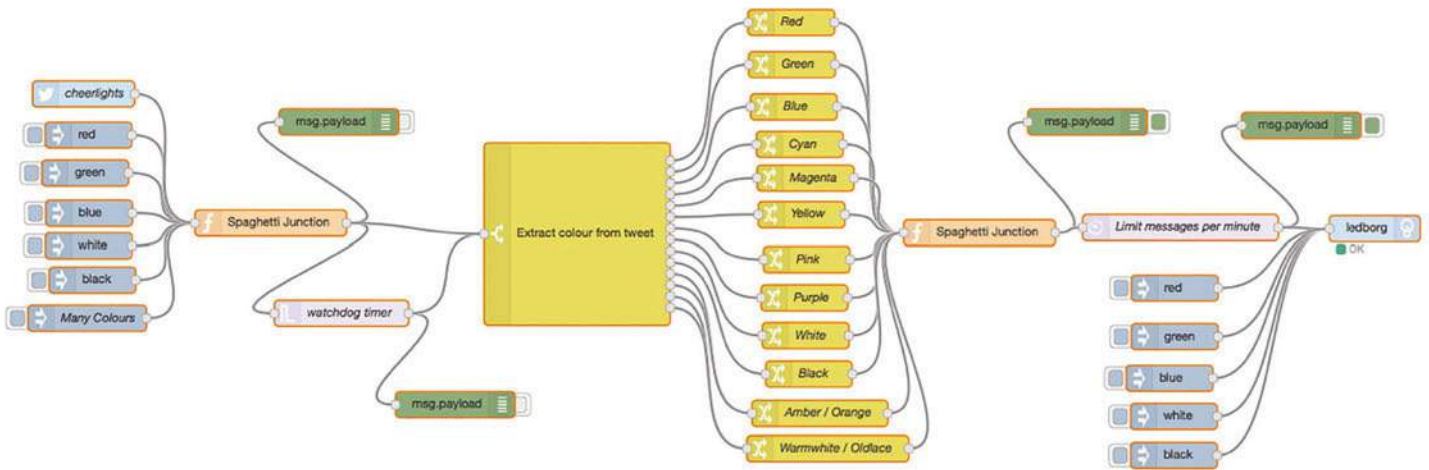 cheerlights
red
green
blue
white
black
Many Colours
Spaghetti Junction
msg.payload
watchdog timer
msg.payload
Extract colour from tweet
Red
Green
Blue
Cyan
Magenta
Yellow
Pink
Purple
White
Black
Amber / Orange
Warmwhite / Oldlace
Spaghetti Junction
msg.payload
Limit messages per minute
msg.payload
ledborg
OK
red
green
blue
white
black